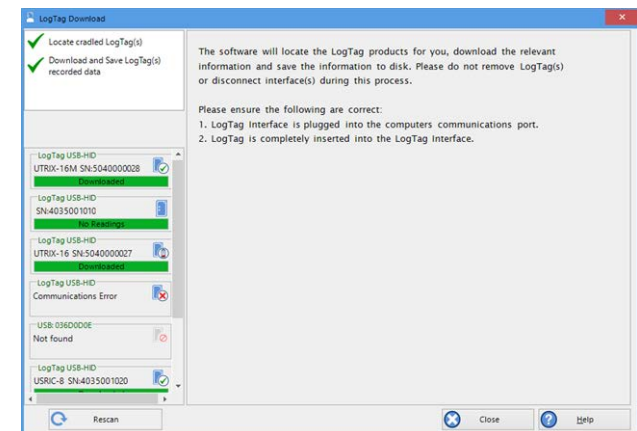 LogTag Download
Locate cradled LogTag(s)
Download and Save LogTag(s)
recorded data
The software will locate the LogTag products for you, download the relevant
information and save the information to disk. Please do not remove LogTag(s)
or disconnect interface(s) during this process.
Please ensure the following are correct:
1. LogTag Interface is plugged into the computers communications port.
2. LogTag is completely inserted into the LogTag Interface.
LogTag USB-HID
UTRIX-16M SN:5040000028
Downloaded
LogTag USB-HID
SN:4035001010
No Readings
LogTag USB-HID
UTRIX-16 SN:5040000027
Downloaded
LogTag USB-HID
Communications Error
USB: 036D0D0E
Not found
LogTag USB-HID
USRIC-8 SN:4035001020
Rescan
Close
Help